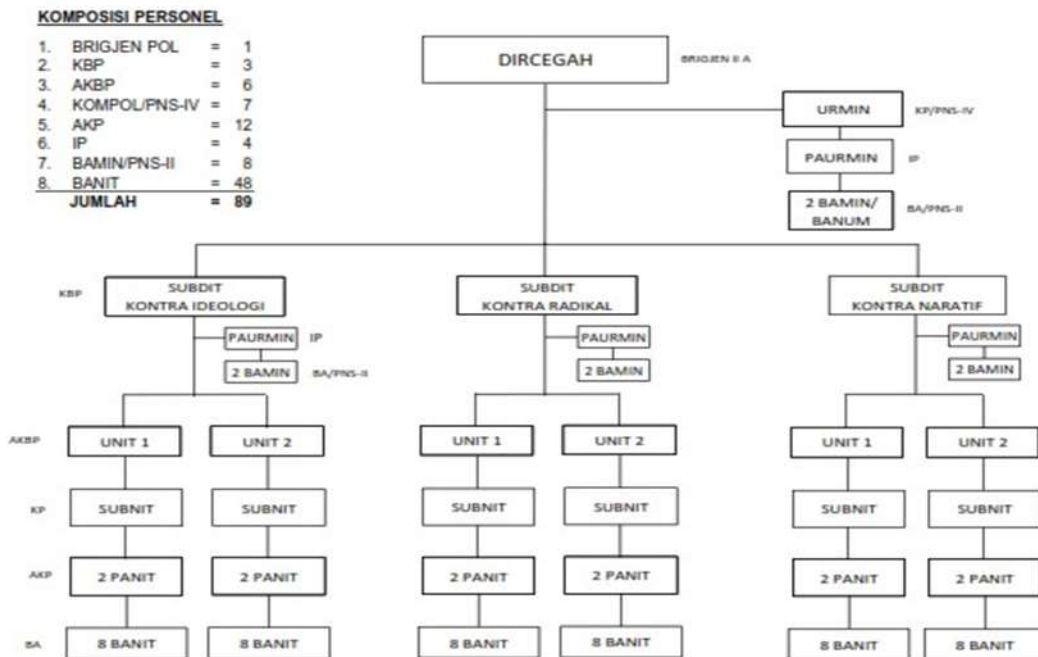 KOMPOSISI PERSONEL
1. BRIGJEN POL = 1
2. KBP = 3
3. AKBP = 6
4. KOMPOL/PNS-IV = 7
5. AKP = 12
6. IP = 4
7. BAMIN/PNS-II = 8
8. BANIT = 48
JUMLAH = 89
DIRCEGAH
BRIGJEN II A
URMIN
KP/PNS-IV
PAURMIN
IP
2 BAMIN/
BANUM
BA/PNS-II
KBP
SUBDIT
KONTRA IDEOLOGI
SUBDIT
KONTRA RADIKAL
SUBDIT
KONTRA NARATIF
PAURMIN
IP
PAURMIN
PAURMIN
2 BAMIN
BA/PNS-II
2 BAMIN
2 BAMIN
AKBP
UNIT 1
UNIT 2
UNIT 1
UNIT 2
UNIT 1
UNIT 2
KP
SUBNIT
SUBNIT
SUBNIT
SUBNIT
SUBNIT
SUBNIT
AKP
2 PANIT
2 PANIT
2 PANIT
2 PANIT
2 PANIT
2 PANIT
BA
8 BANIT
8 BANIT
8 BANIT
8 BANIT
8 BANIT
8 BANIT